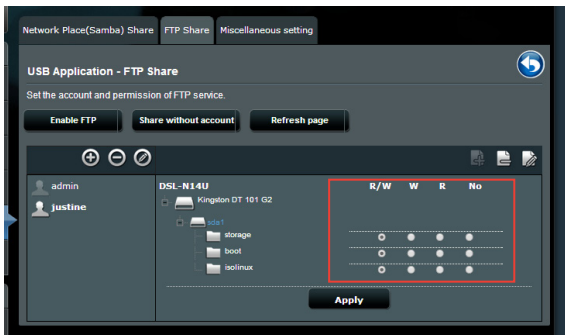 Network Place(Samba) Share FTP Share Miscellaneous setting
USB Application - FTP Share
Set the account and permission of FTP service.
Enable FTP Share without account Refresh page
admin
justine
DSL-N14U R/W W R No
Kingston DT 101 G2
sda1
storage
boot
isolinux
Apply